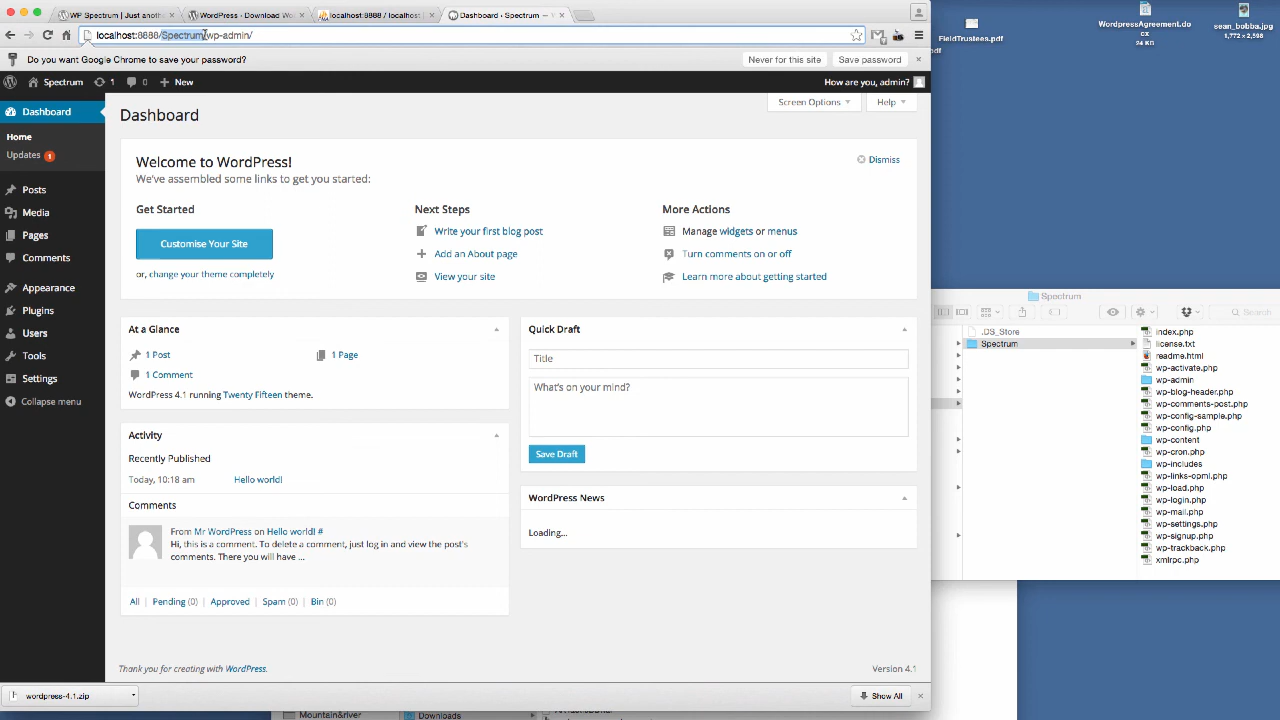 WP Spectrum | Just anoth
WordPress › Download Wo
localhost:8888 / localhost
Dashboard ‹ Spectrum — W
localhost:8888/Spectrum/wp-admin/
Do you want Google Chrome to save your password?
Never for this site
Save password
Spectrum
1
0
New
How are you, admin?
Dashboard
Home
Updates 1
Posts
Media
Pages
Comments
Appearance
Plugins
Users
Tools
Settings
Collapse menu
Dashboard
Screen Options
Help
Welcome to WordPress!
We've assembled some links to get you started:
Dismiss
Get Started
Customise Your Site
or, change your theme completely
Next Steps
Write your first blog post
Add an About page
View your site
More Actions
Manage widgets or menus
Turn comments on or off
Learn more about getting started
At a Glance
1 Post
1 Page
1 Comment
WordPress 4.1 running Twenty Fifteen theme.
Activity
Recently Published
Today, 10:18 am
Hello world!
Comments
From Mr WordPress on Hello world! #
Hi, this is a comment. To delete a comment, just log in and view the post's
comments. There you will have ...
All | Pending (0) | Approved | Spam (0) | Bin (0)
Quick Draft
Title
What's on your mind?
Save Draft
WordPress News
Loading...
Thank you for creating with WordPress.
Version 4.1
wordpress-4.1.zip
Show All
Mountain&river
Downloads
FieldTrustees.pdf
WordpressAgreement.do
cx
24 KB
sean_bobba.jpg
1,772 × 2,598
Spectrum
Search
.DS_Store
Spectrum
index.php
license.txt
readme.html
wp-activate.php
wp-admin
wp-blog-header.php
wp-comments-post.php
wp-config-sample.php
wp-config.php
wp-content
wp-cron.php
wp-includes
wp-links-opml.php
wp-load.php
wp-login.php
wp-mail.php
wp-settings.php
wp-signup.php
wp-trackback.php
xmlrpc.php